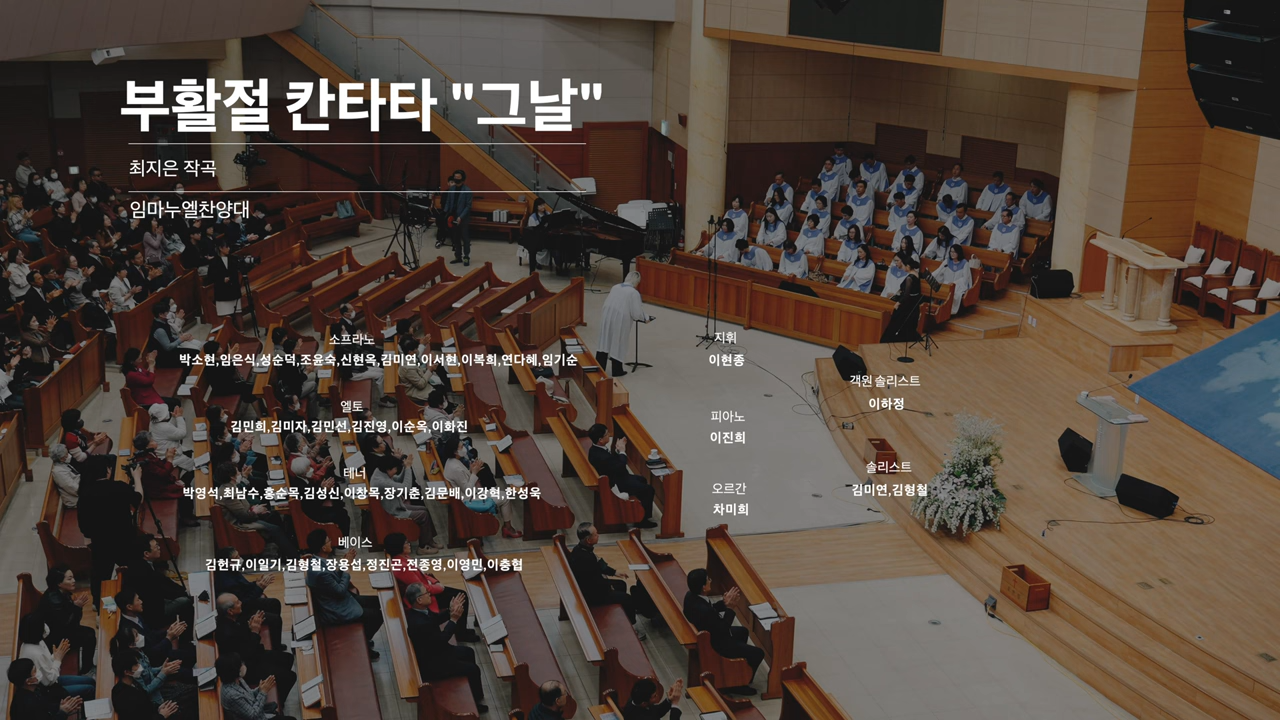 부활절 칸타타 "그날"
최지은 작곡
임마누엘찬양대
소프라노
박소현,임은식,성순덕,조윤숙,신현옥,김미연,이서현,이복희,연다혜,임기순
엘토
김민희,김미자,김민선,김진영,이순옥,이화진
테너
박영석,최남수,홍순목,김성신,이창목,장기춘,김문배,이강혁,한성욱
베이스
김헌규,이일기,김형철,장용섭,정진곤,전종영,이영민,이충협
지휘
이현종
피아노
이진희
오르간
차미희
객원 솔리스트
이하정
솔리스트
김미연,김형철